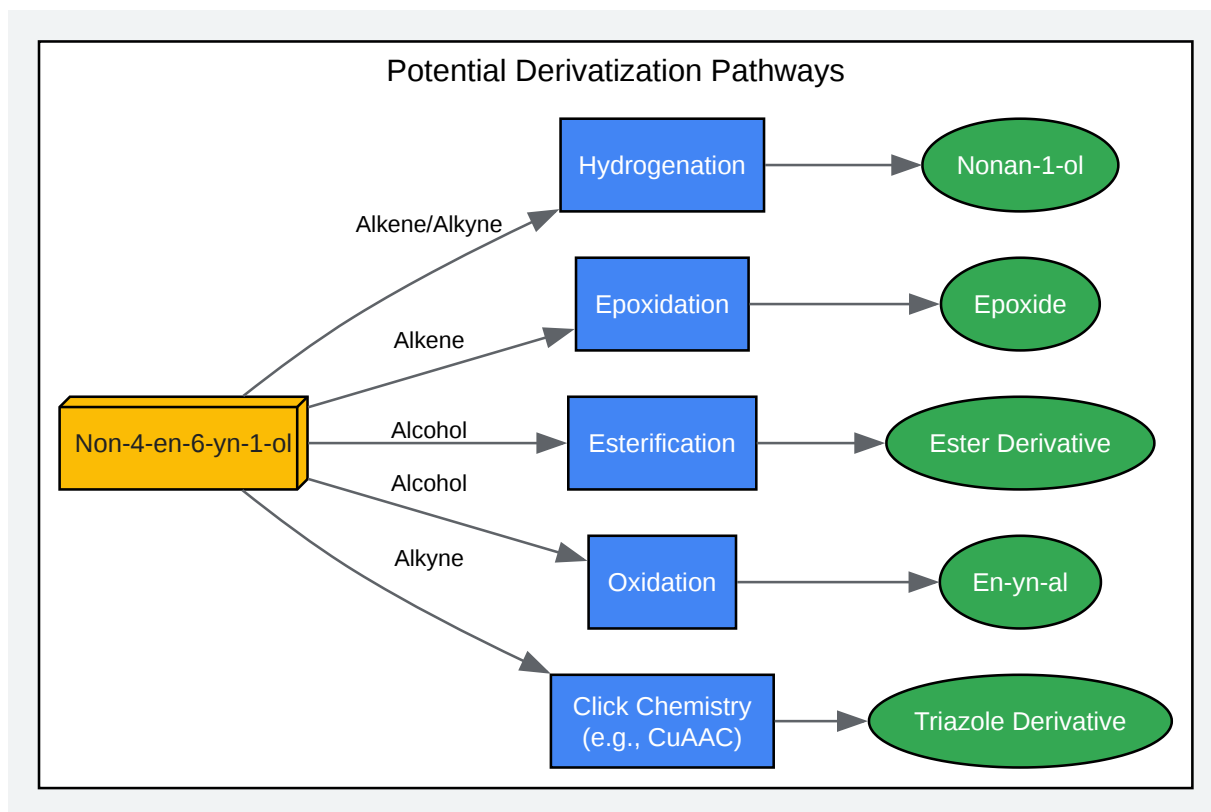 Potential Derivatization Pathways
Hydrogenation
Nonan-1-ol
Alkene/Alkyne
Epoxidation
Epoxide
Alkene
Non-4-en-6-yn-1-ol
Alcohol
Esterification
Ester Derivative
Alcohol
Oxidation
En-yn-al
Alkyne
Click Chemistry
(e.g., CuAAC)
Triazole Derivative